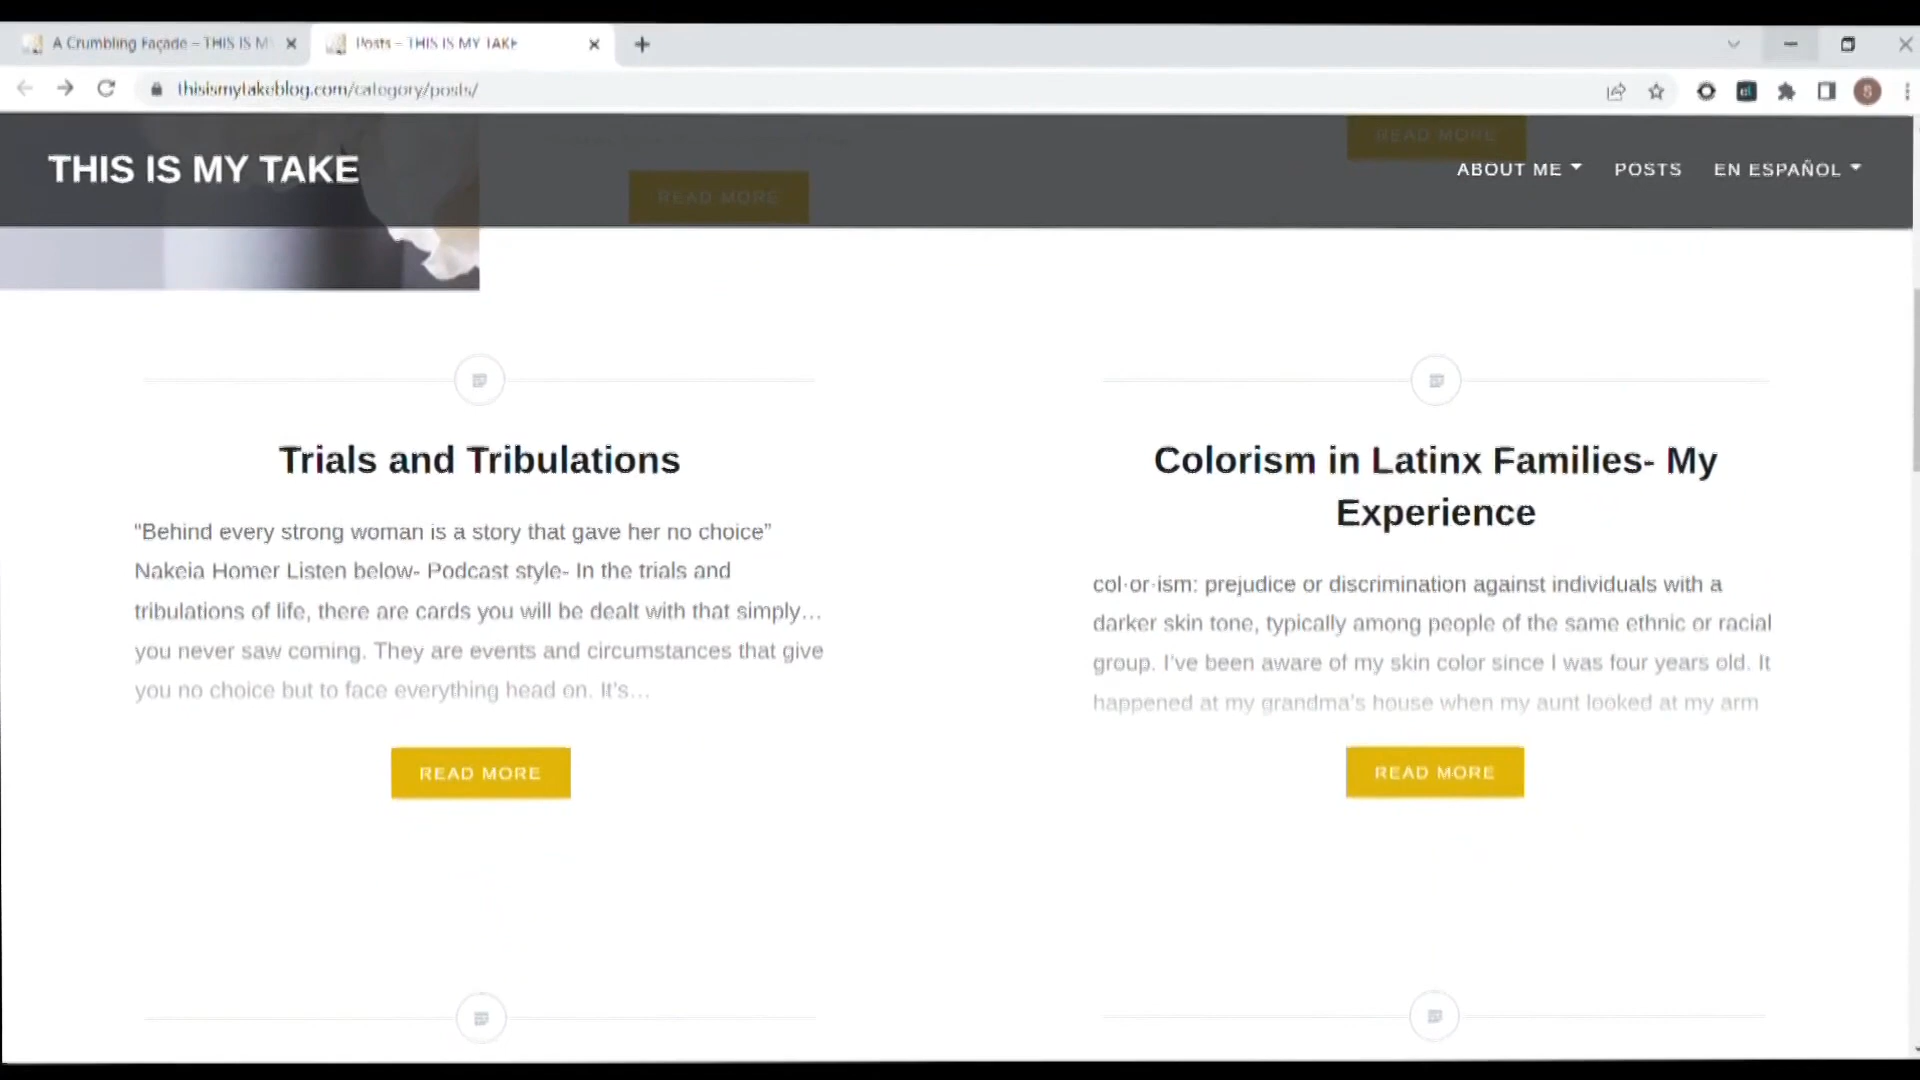 A Crumbling Façade – THIS IS M
Posts – THIS IS MY TAKE
thisismytakeblog.com/category/posts/
READ MORE
THIS IS MY TAKE
ABOUT ME
POSTS
EN ESPAÑOL
READ MORE
Trials and Tribulations
"Behind every strong woman is a story that gave her no choice"
Nakeia Homer Listen below- Podcast style- In the trials and
tribulations of life, there are cards you will be dealt with that simply…
you never saw coming. They are events and circumstances that give
you no choice but to face everything head on. It's…
READ MORE
Colorism in Latinx Families- My
Experience
col·or·ism: prejudice or discrimination against individuals with a
darker skin tone, typically among people of the same ethnic or racial
group. I've been aware of my skin color since I was four years old. It
happened at my grandma's house when my aunt looked at my arm
READ MORE